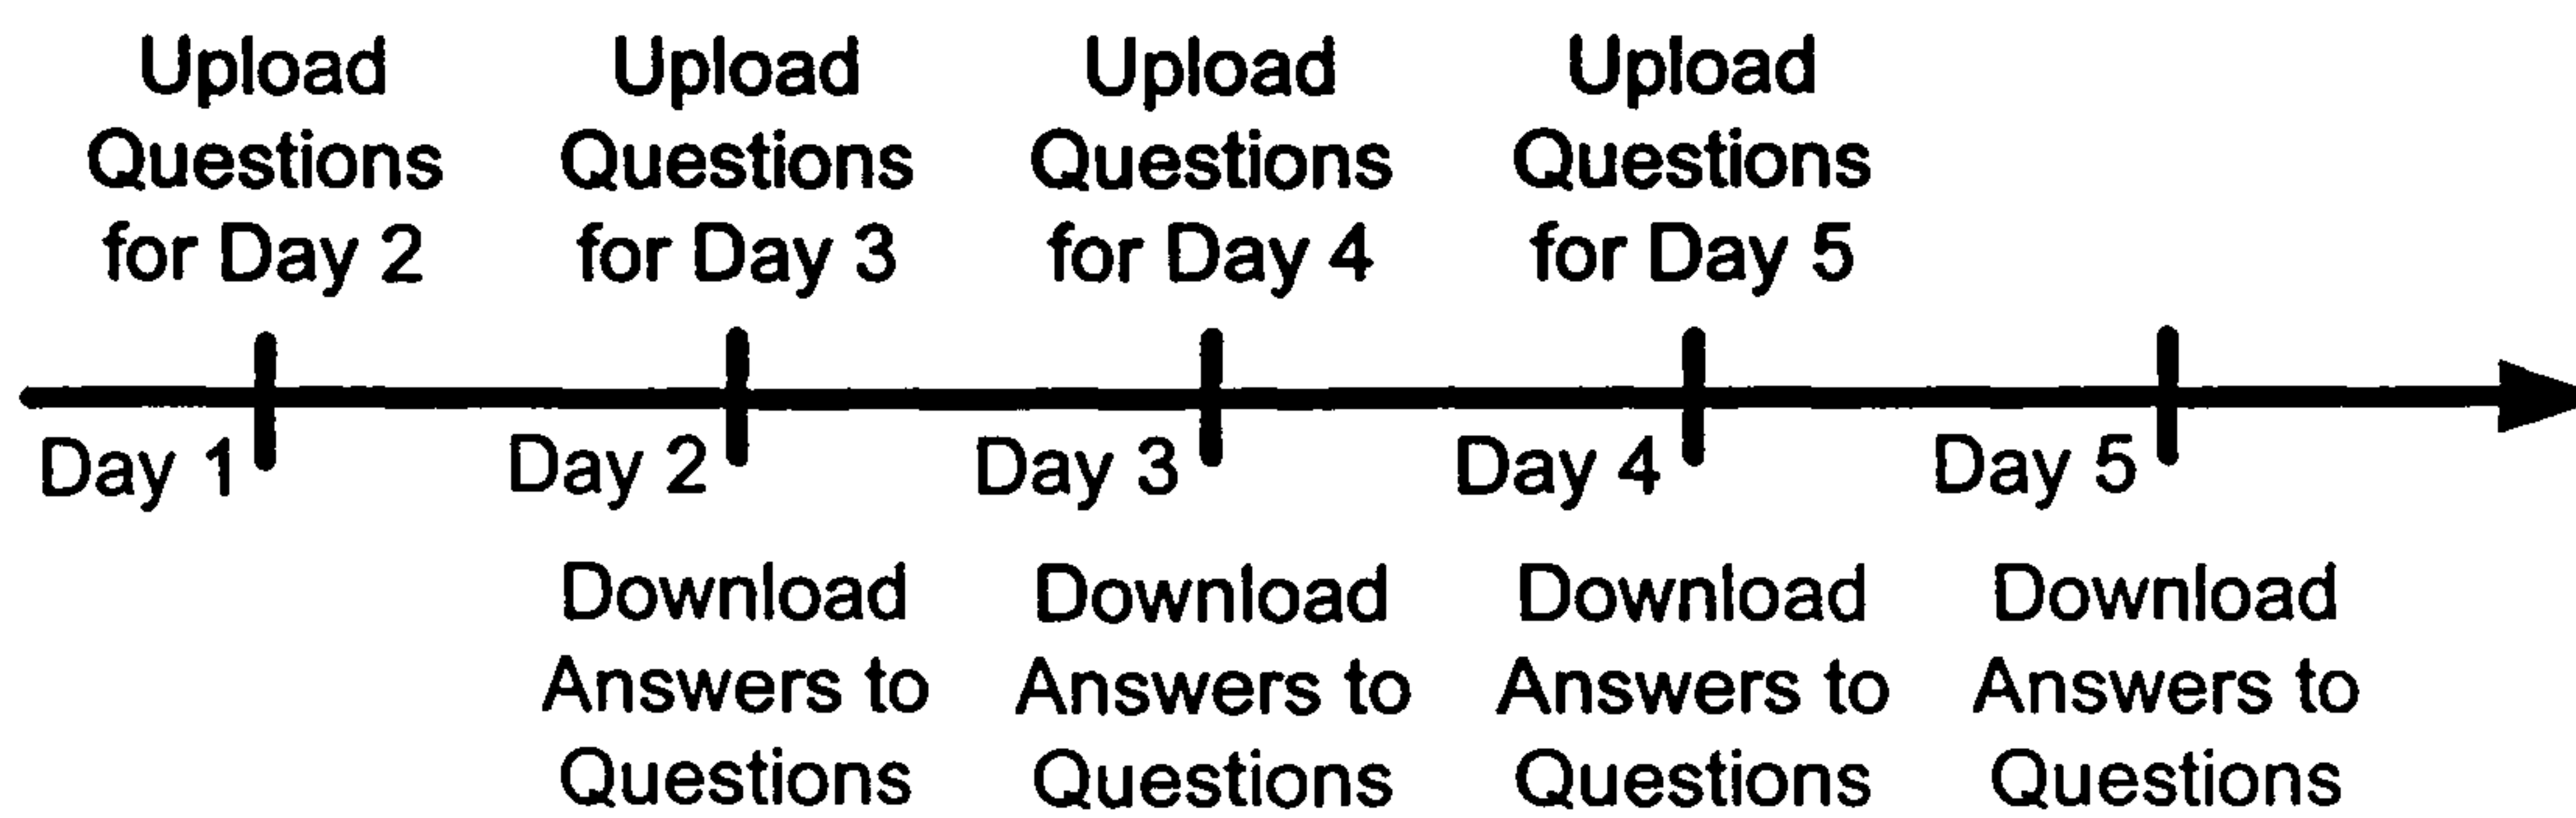 Upload
Questions
for Day 2
Upload
Questions
for Day 3
Upload
Questions
for Day 4
Upload
Questions
for Day 5
Day 1
Day 2
Day 3
Day 4
Day 5
Download
Answers to
Questions
Download
Answers to
Questions
Download
Answers to
Questions
Download
Answers to
Questions